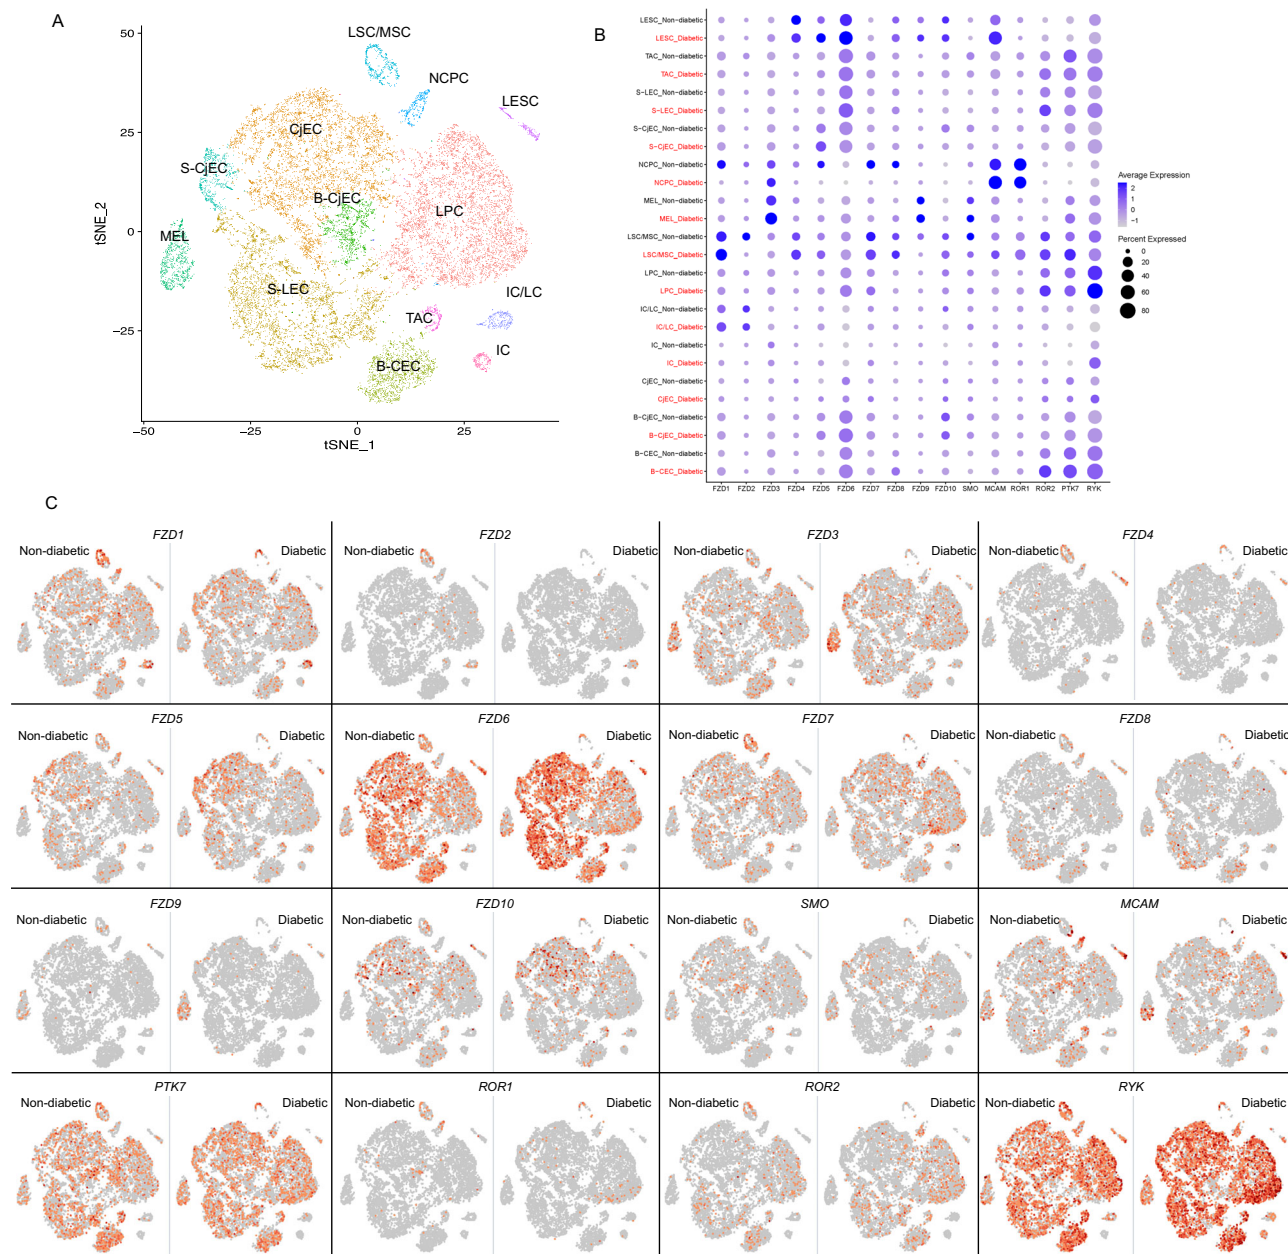 A
50
25
0
−25
−50
−25
0
25
tSNE_2
tSNE_1
LSC/MSC
NCPC
LESC
CjEC
S-CjEC
B-CjEC
LPC
MEL
S-LEC
IC/LC
TAC
IC
B-CEC
B
LESC_Non−diabetic
LESC_Diabetic
TAC_Non−diabetic
TAC_Diabetic
S−LEC_Non−diabetic
S−LEC_Diabetic
S−CjEC_Non−diabetic
S−CjEC_Diabetic
NCPC_Non−diabetic
NCPC_Diabetic
MEL_Non−diabetic
MEL_Diabetic
LSC/MSC_Non−diabetic
LSC/MSC_Diabetic
LPC_Non−diabetic
LPC_Diabetic
IC/LC_Non−diabetic
IC/LC_Diabetic
IC_Non−diabetic
IC_Diabetic
CjEC_Non−diabetic
CjEC_Diabetic
B−CjEC_Non−diabetic
B−CjEC_Diabetic
B−CEC_Non−diabetic
B−CEC_Diabetic
FZD1 FZD2 FZD3 FZD4 FZD5 FZD6 FZD7 FZD8 FZD9 FZD10 SMO MCAM ROR1 ROR2 PTK7 RYK
Average Expression
2
1
0
−1
Percent Expressed
0
20
40
60
80
C
FZD1 FZD2 FZD3 FZD4
Non-diabetic Diabetic Non-diabetic Diabetic Non-diabetic Diabetic Non-diabetic Diabetic
FZD5 FZD6 FZD7 FZD8
Non-diabetic Diabetic Non-diabetic Diabetic Non-diabetic Diabetic Non-diabetic Diabetic
FZD9 FZD10 SMO MCAM
Non-diabetic Diabetic Non-diabetic Diabetic Non-diabetic Diabetic Non-diabetic Diabetic
PTK7 ROR1 ROR2 RYK
Non-diabetic Diabetic Non-diabetic Diabetic Non-diabetic Diabetic Non-diabetic Diabetic